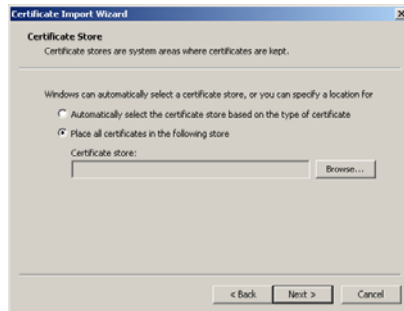 Certificate Import Wizard
Certificate Store
Certificate stores are system areas where certificates are kept.
Windows can automatically select a certificate store, or you can specify a location for
Automatically select the certificate store based on the type of certificate
Place all certificates in the following store
Certificate store:
Browse...
< Back Next > Cancel